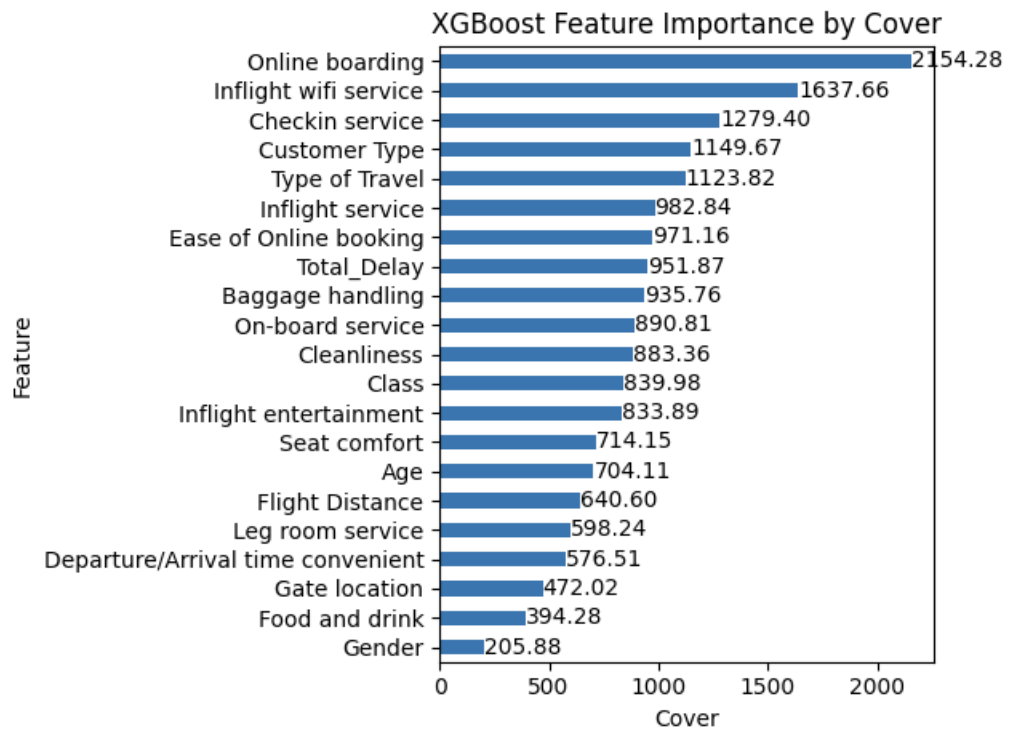 XGBoost Feature Importance by Cover
Online boarding 2154.28
Inflight wifi service 1637.66
Checkin service 1279.40
Customer Type 1149.67
Type of Travel 1123.82
Inflight service 982.84
Ease of Online booking 971.16
Total_Delay 951.87
Baggage handling 935.76
On-board service 890.81
Cleanliness 883.36
Class 839.98
Inflight entertainment 833.89
Seat comfort 714.15
Age 704.11
Flight Distance 640.60
Leg room service 598.24
Departure/Arrival time convenient 576.51
Gate location 472.02
Food and drink 394.28
Gender 205.88
Feature
0 500 1000 1500 2000
Cover